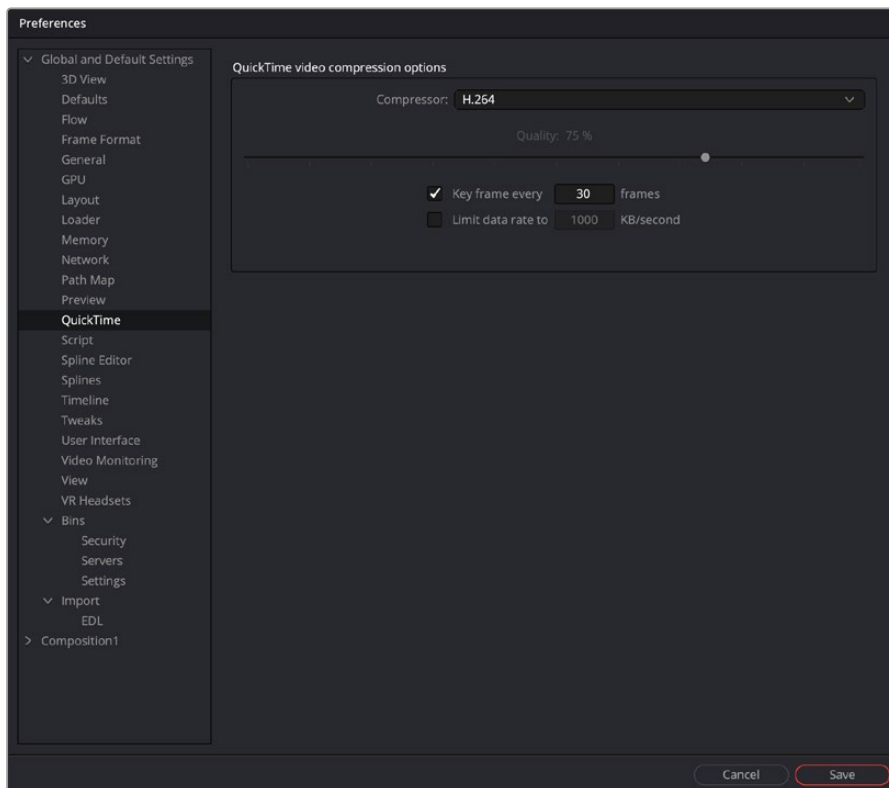 Preferences
Global and Default Settings
3D View
Defaults
Flow
Frame Format
General
GPU
Layout
Loader
Memory
Network
Path Map
Preview
QuickTime
Script
Spline Editor
Splines
Timeline
Tweaks
User Interface
Video Monitoring
View
VR Headsets
Bins
Security
Servers
Settings
Import
EDL
Composition1
QuickTime video compression options
Compressor: H.264
Quality: 75 %
Key frame every 30 frames
Limit data rate to 1000 KB/second
Cancel Save